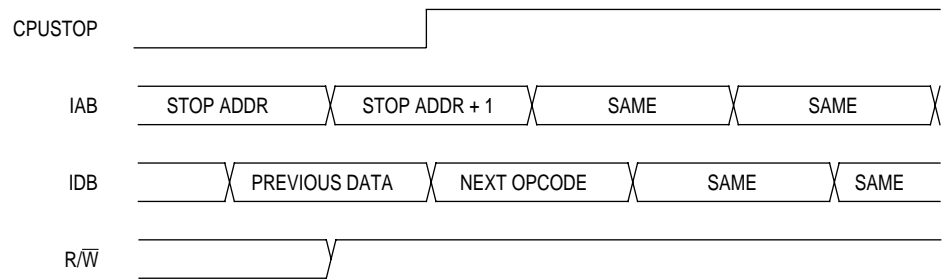 CPUSTOP
IAB STOP ADDR STOP ADDR + 1 SAME SAME
IDB PREVIOUS DATA NEXT OPCODE SAME SAME
R/W̅